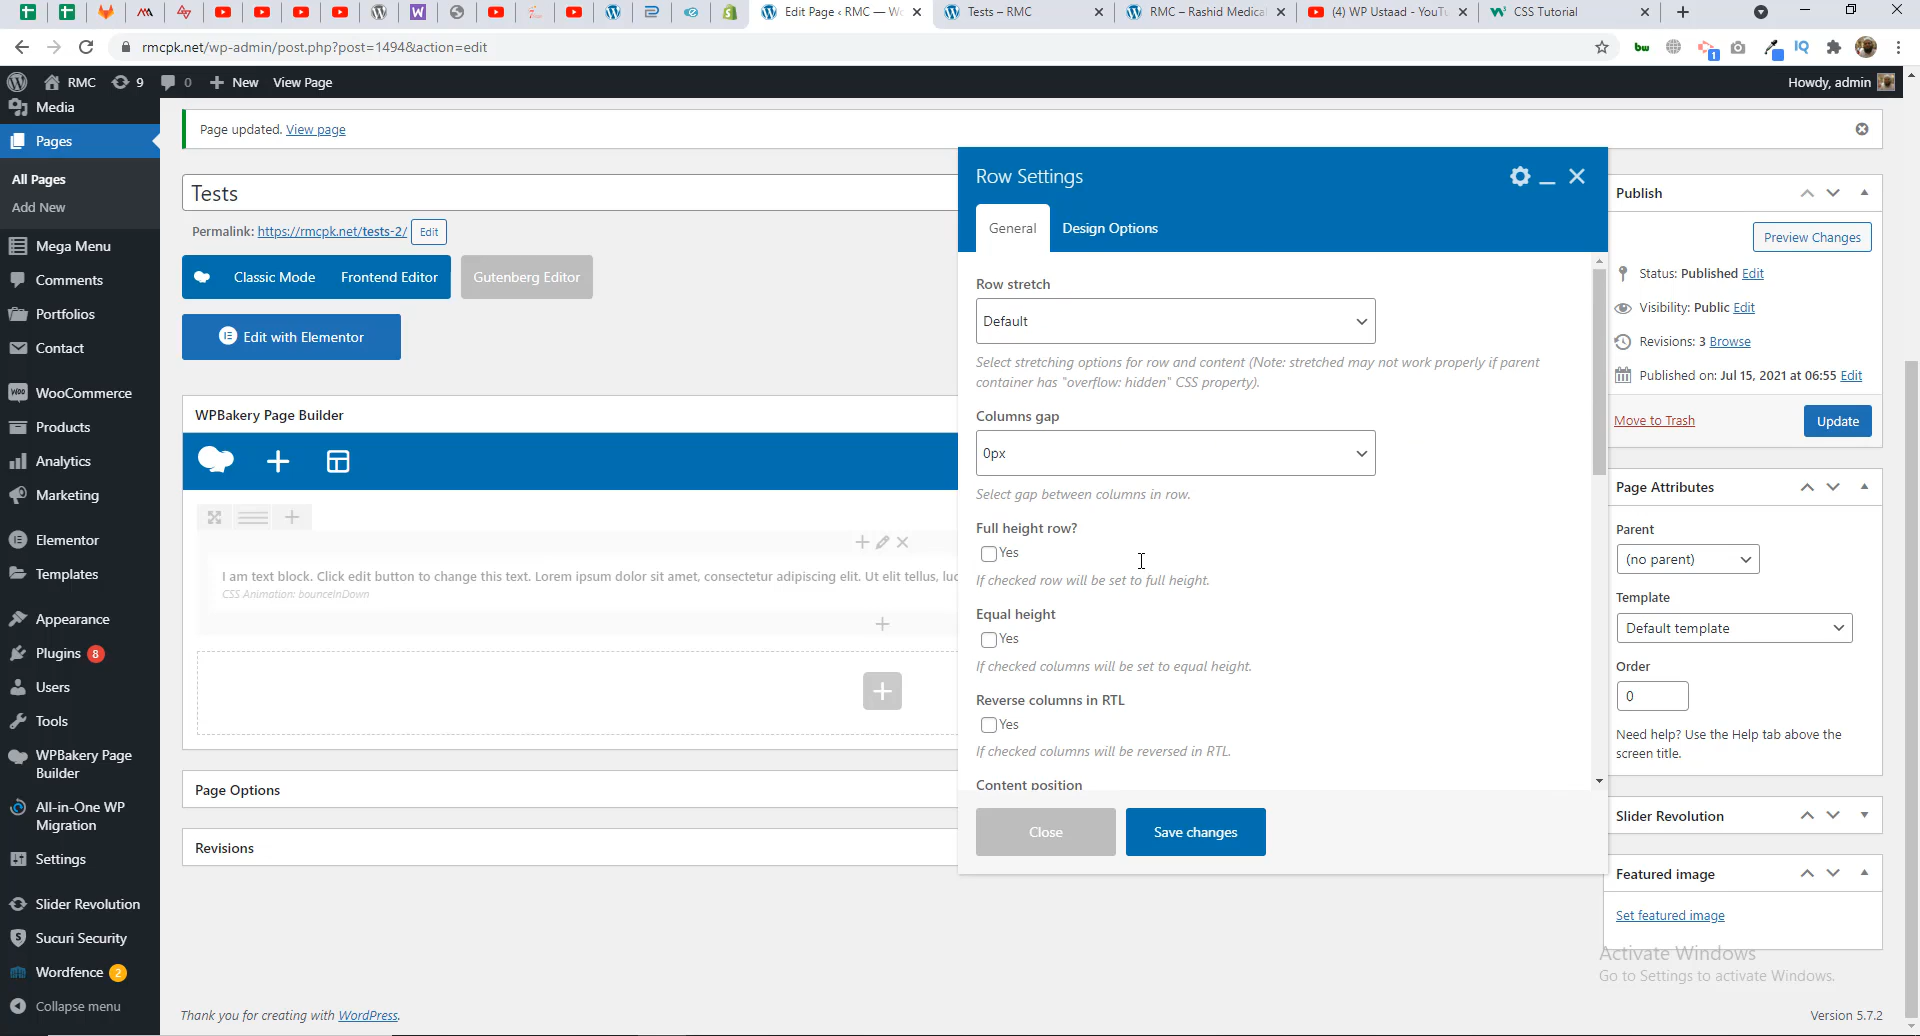 Edit Page ‹ RMC — Wo
Tests – RMC
RMC – Rashid Medical
(4) WP Ustaad - YouTu
CSS Tutorial
rmcpk.net/wp-admin/post.php?post=1494&action=edit
bw
1
IQ
RMC
9
0
New
View Page
Howdy, admin
Media
Pages
All Pages
Add New
Mega Menu
Comments
Portfolios
Contact
WooCommerce
Products
Analytics
Marketing
Elementor
Templates
Appearance
Plugins 8
Users
Tools
WPBakery Page
Builder
All-in-One WP
Migration
Settings
Slider Revolution
Sucuri Security
Wordfence 2
Collapse menu
Page updated. View page
Tests
Permalink: https://rmcpk.net/tests-2/ Edit
Classic Mode
Frontend Editor
Gutenberg Editor
Edit with Elementor
WPBakery Page Builder
I am text block. Click edit button to change this text. Lorem ipsum dolor sit amet, consectetur adipiscing elit. Ut elit tellus, luc
CSS Animation: bounceInDown
Page Options
Revisions
Thank you for creating with WordPress.
Row Settings
General
Design Options
Row stretch
Default
Select stretching options for row and content (Note: stretched may not work properly if parent
container has "overflow: hidden" CSS property).
Columns gap
0px
Select gap between columns in row.
Full height row?
Yes
If checked row will be set to full height.
Equal height
Yes
If checked columns will be set to equal height.
Reverse columns in RTL
Yes
If checked columns will be reversed in RTL.
Content position
Close
Save changes
Publish
Preview Changes
Status: Published Edit
Visibility: Public Edit
Revisions: 3 Browse
Published on: Jul 15, 2021 at 06:55 Edit
Move to Trash
Update
Page Attributes
Parent
(no parent)
Template
Default template
Order
0
Need help? Use the Help tab above the
screen title.
Slider Revolution
Featured image
Set featured image
Activate Windows
Go to Settings to activate Windows.
Version 5.7.2